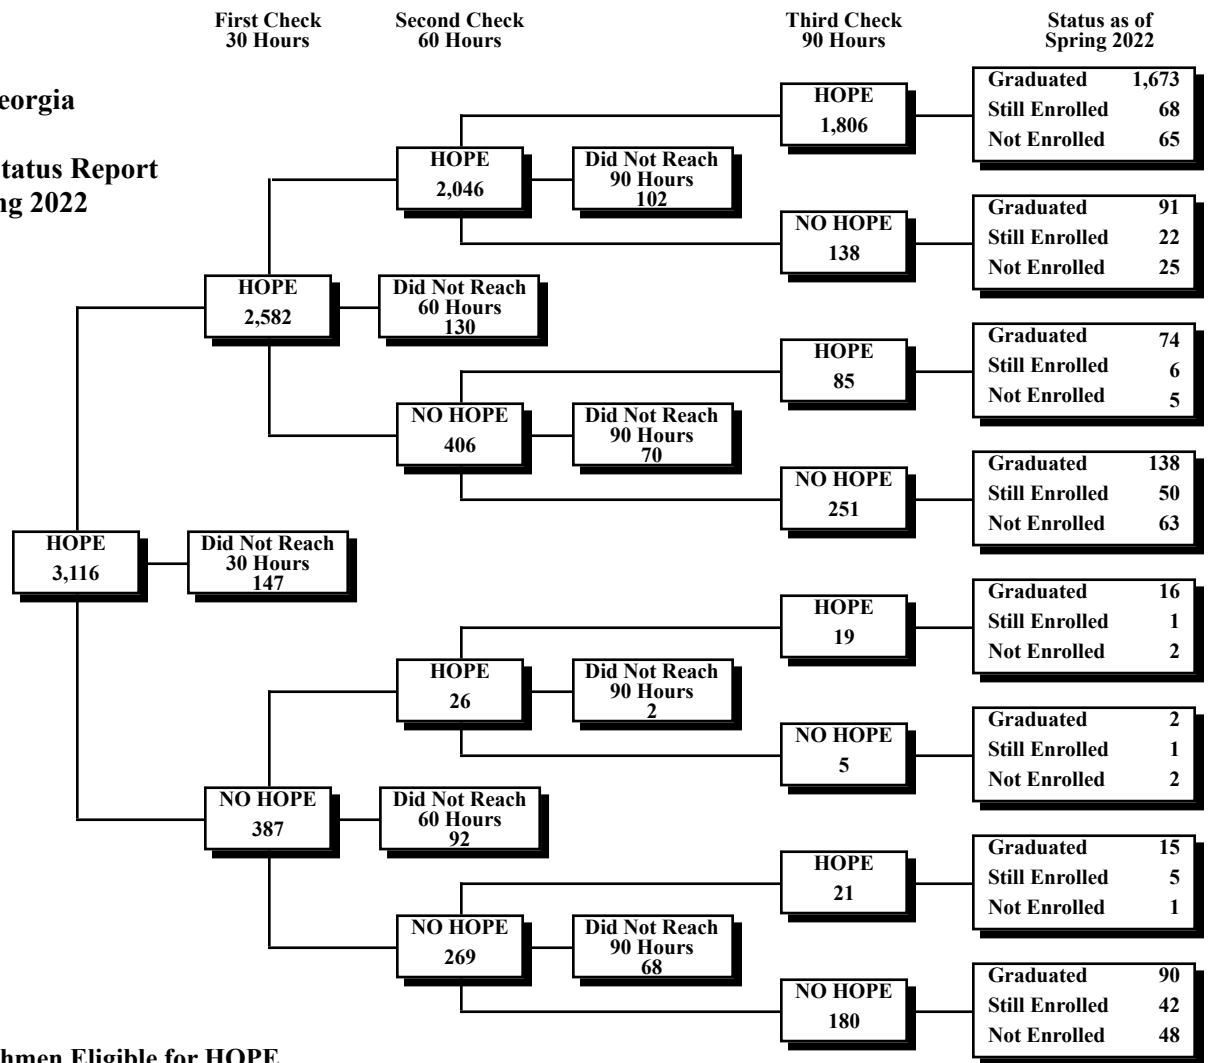 First Check
30 Hours
Second Check
60 Hours
Third Check
90 Hours
Status as of
Spring 2022
eorgia
tatus Report
ng 2022
HOPE
3,116
Did Not Reach
30 Hours
147
HOPE
2,582
Did Not Reach
60 Hours
130
NO HOPE
387
Did Not Reach
60 Hours
92
HOPE
2,046
Did Not Reach
90 Hours
102
NO HOPE
406
Did Not Reach
90 Hours
70
HOPE
26
Did Not Reach
90 Hours
2
NO HOPE
269
Did Not Reach
90 Hours
68
HOPE
1,806
Graduated 1,673
Still Enrolled 68
Not Enrolled 65
NO HOPE
138
Graduated 91
Still Enrolled 22
Not Enrolled 25
HOPE
85
Graduated 74
Still Enrolled 6
Not Enrolled 5
NO HOPE
251
Graduated 138
Still Enrolled 50
Not Enrolled 63
HOPE
19
Graduated 16
Still Enrolled 1
Not Enrolled 2
NO HOPE
5
Graduated 2
Still Enrolled 1
Not Enrolled 2
HOPE
21
Graduated 15
Still Enrolled 5
Not Enrolled 1
NO HOPE
180
Graduated 90
Still Enrolled 42
Not Enrolled 48
hmen Eligible for HOPE